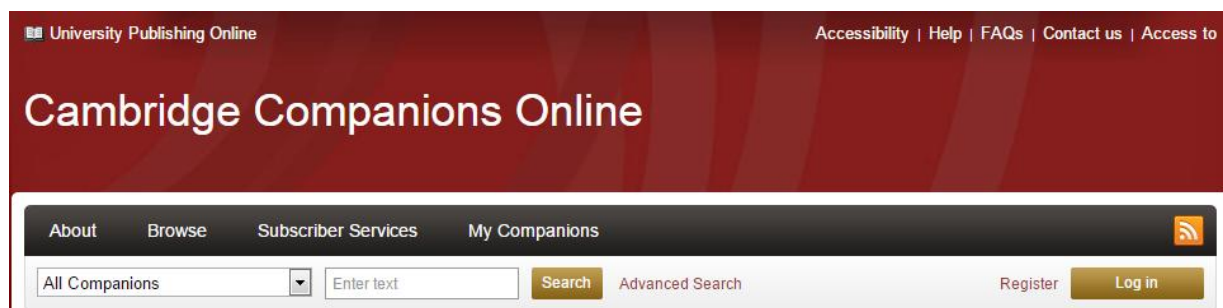 University Publishing Online
Accessibility | Help | FAQs | Contact us | Access to
Cambridge Companions Online
About Browse Subscriber Services My Companions
All Companions Enter text Search Advanced Search Register Log in